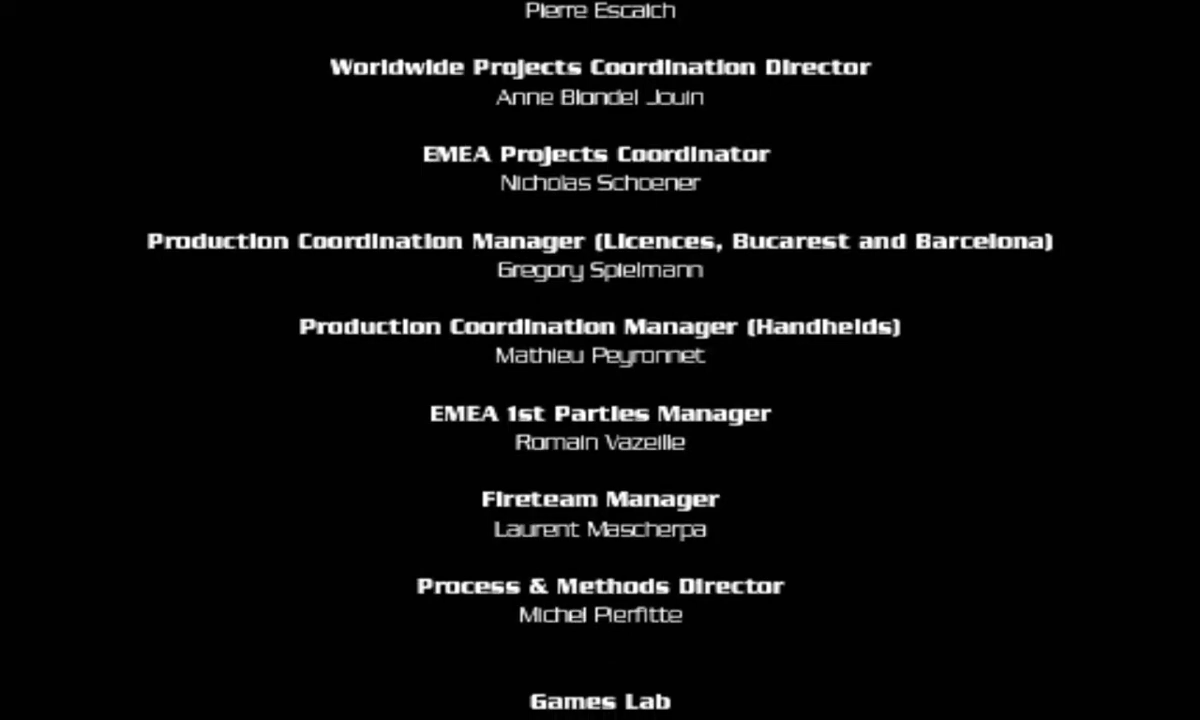 Pierre Escaich
Worldwide Projects Coordination Director
Anne Blondel Jouin
EMEA Projects Coordinator
Nicholas Schoener
Production Coordination Manager (Licences, Bucarest and Barcelona)
Gregory Spielmann
Production Coordination Manager (Handhelds)
Mathieu Peyronnet
EMEA 1st Parties Manager
Romain Vazeille
Fireteam Manager
Laurent Mascherpa
Process & Methods Director
Michel Pierfitte
Games Lab